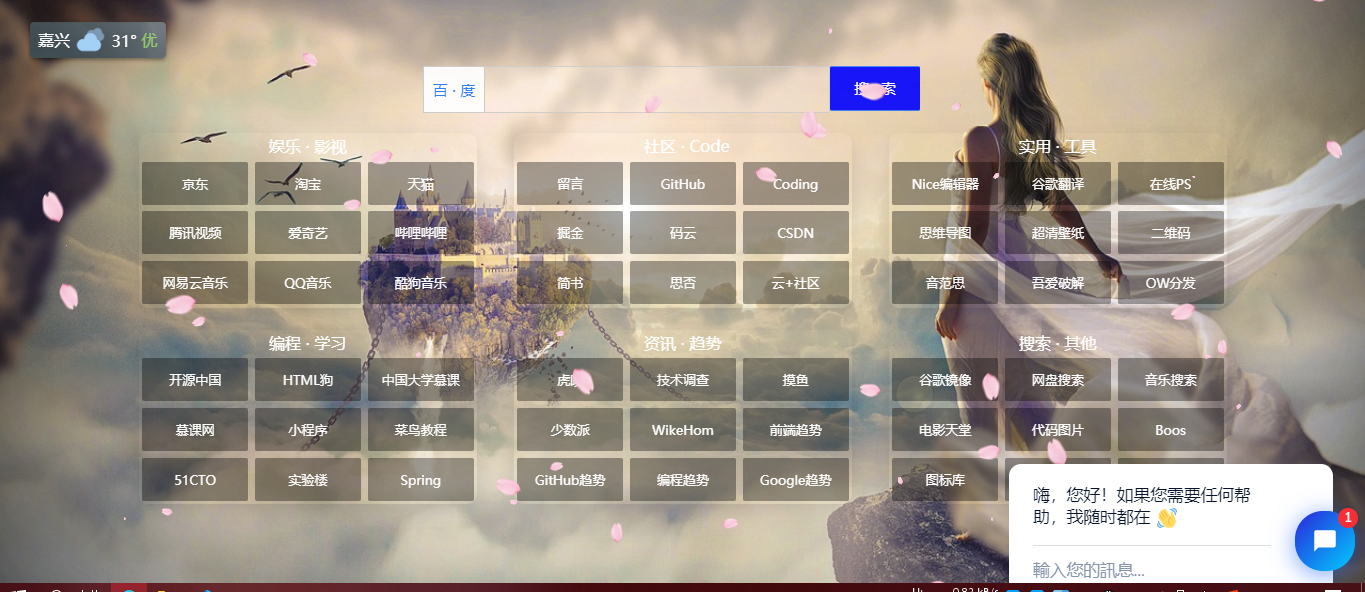 嘉兴 31° 优
百·度
搜 索
娱乐·影视
京东 淘宝 天猫
腾讯视频 爱奇艺 哔哩哔哩
网易云音乐 QQ音乐 酷狗音乐
社区·Code
留言 GitHub Coding
掘金 码云 CSDN
简书 思否 云+社区
实用·工具
Nice编辑器 谷歌翻译 在线PS
思维导图 超清壁纸 二维码
音范思 吾爱破解 OW分发
编程·学习
开源中国 HTML狗 中国大学慕课
慕课网 小程序 菜鸟教程
51CTO 实验楼 Spring
资讯·趋势
技术调查 摸鱼
少数派 WikeHom 前端趋势
GitHub趋势 编程趋势 Google趋势
搜索·其他
谷歌镜像 网盘搜索 音乐搜索
电影天堂 代码图片 Boos
图标库
嗨，您好！如果您需要任何帮
助，我随时都在 👋
輸入您的訊息...
1